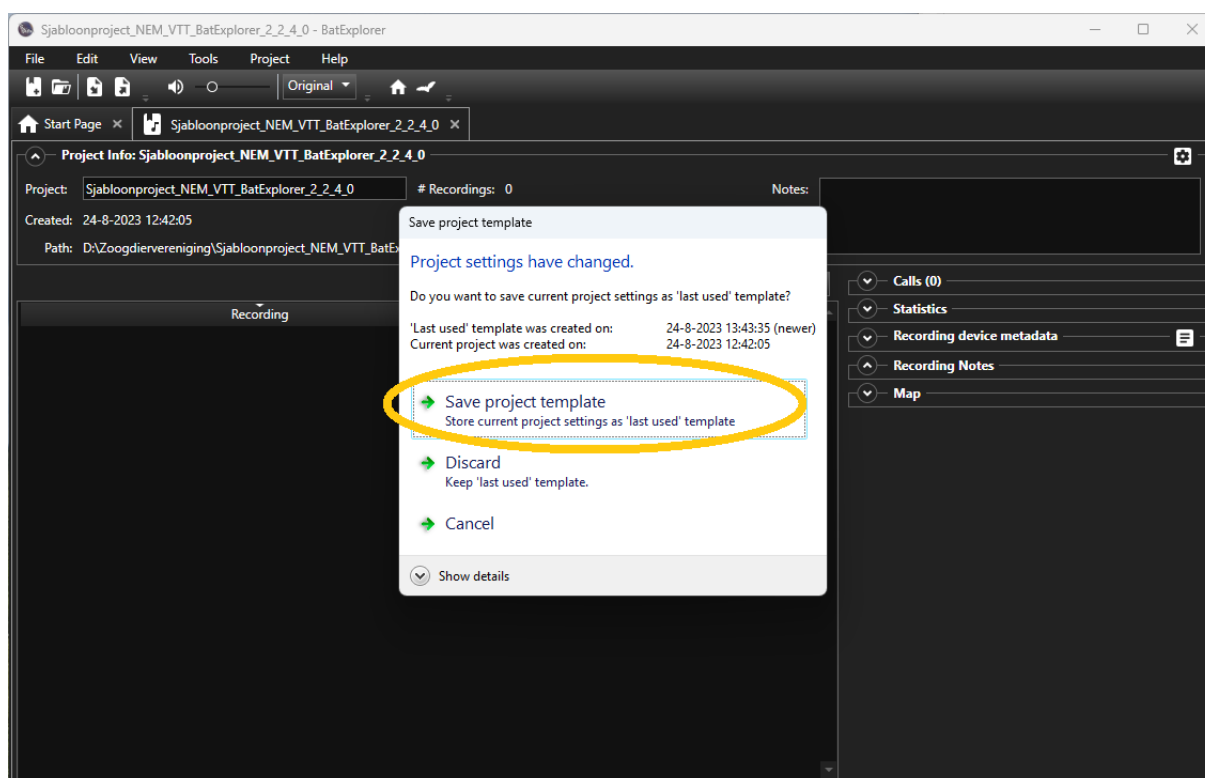 Sjabloonproject_NEM_VTT_BatExplorer_2_2_4_0 - BatExplorer
File Edit View Tools Project Help
Original
Start Page Sjabloonproject_NEM_VTT_BatExplorer_2_2_4_0
Project Info: Sjabloonproject_NEM_VTT_BatExplorer_2_2_4_0
Project: Sjabloonproject_NEM_VTT_BatExplorer_2_2_4_0 # Recordings: 0 Notes:
Created: 24-8-2023 12:42:05
Path: D:\Zoogdiervereniging\Sjabloonproject_NEM_VTT_BatEx
Recording
Save project template
Project settings have changed.
Do you want to save current project settings as 'last used' template?
'Last used' template was created on: 24-8-2023 13:43:35 (newer)
Current project was created on: 24-8-2023 12:42:05
Save project template
Store current project settings as 'last used' template
Discard
Keep 'last used' template.
Cancel
Show details
Calls (0)
Statistics
Recording device metadata
Recording Notes
Map